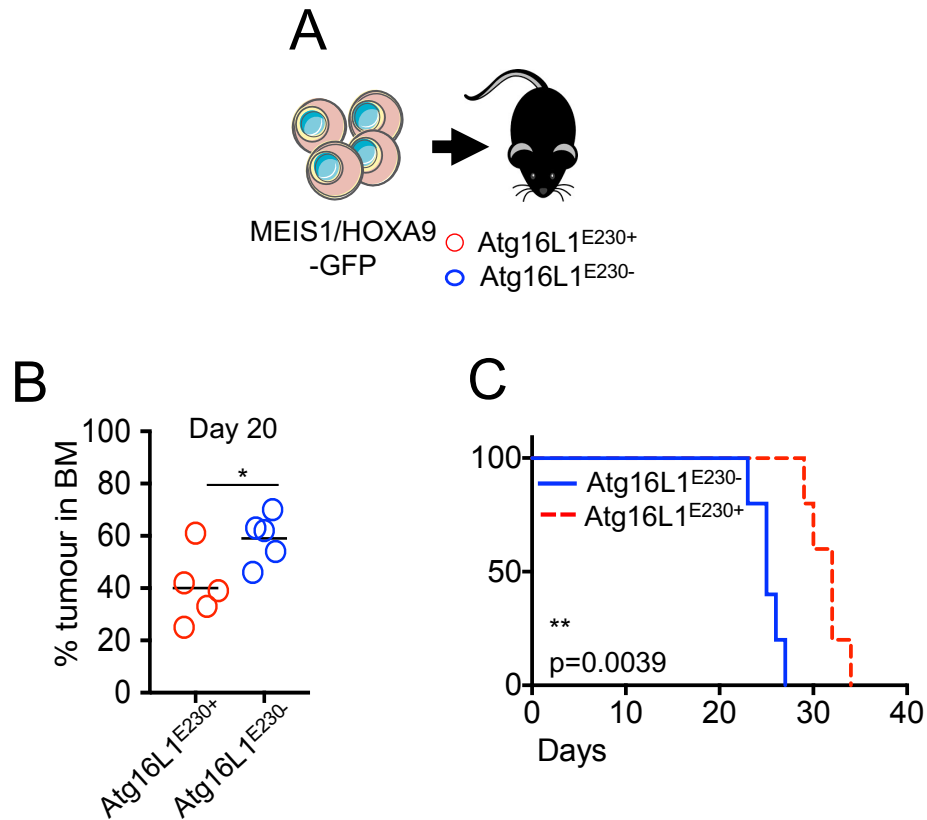 A
MEIS1/HOXA9
-GFP
Atg16L1E230+
Atg16L1E230-
B
Day 20
*
100
80
60
40
20
0
% tumour in BM
Atg16L1E230+
Atg16L1E230-
C
100
50
0
Atg16L1E230-
Atg16L1E230+
**
p=0.0039
0 10 20 30 40
Days